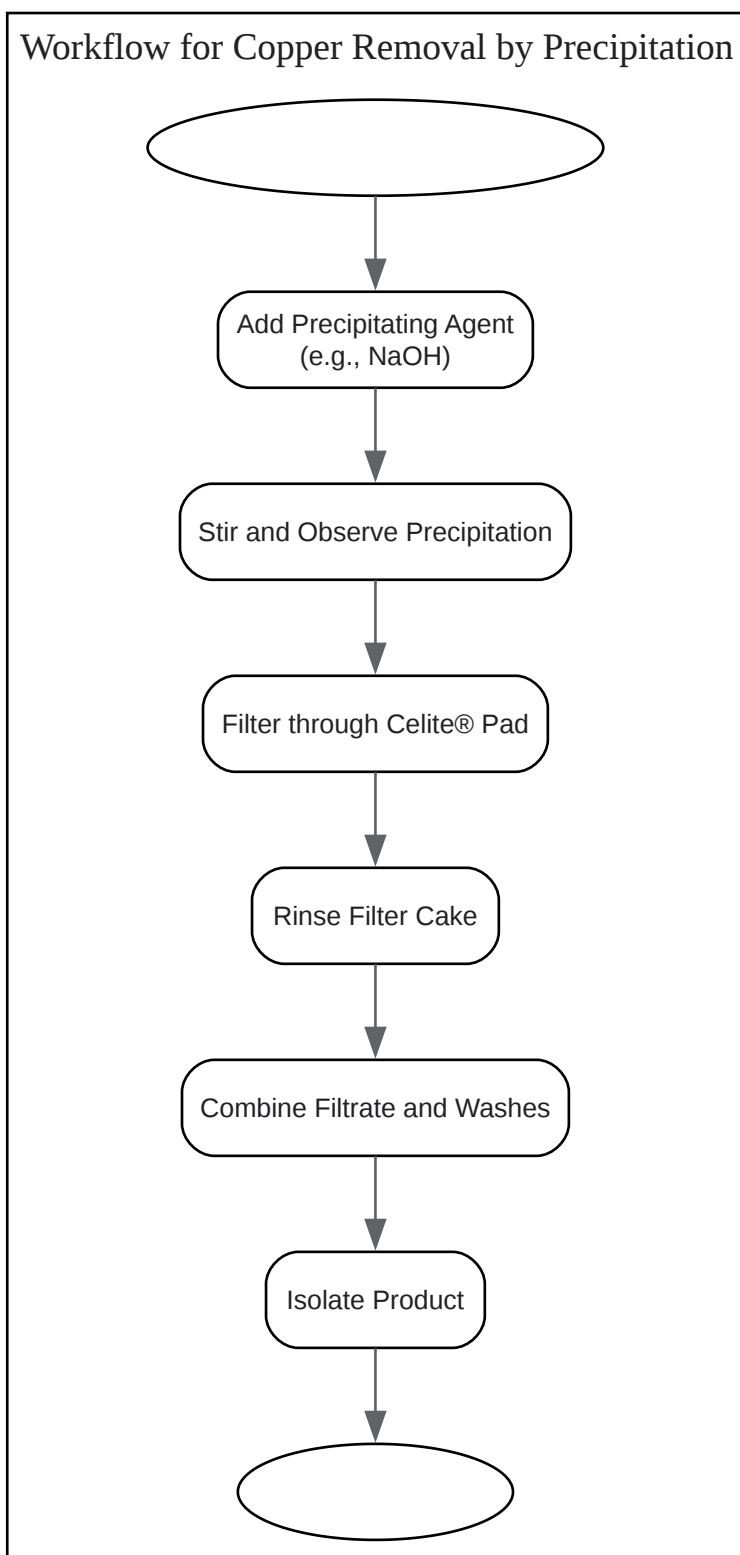 Workflow for Copper Removal by Precipitation
Add Precipitating Agent
(e.g., NaOH)
Stir and Observe Precipitation
Filter through Celite® Pad
Rinse Filter Cake
Combine Filtrate and Washes
Isolate Product